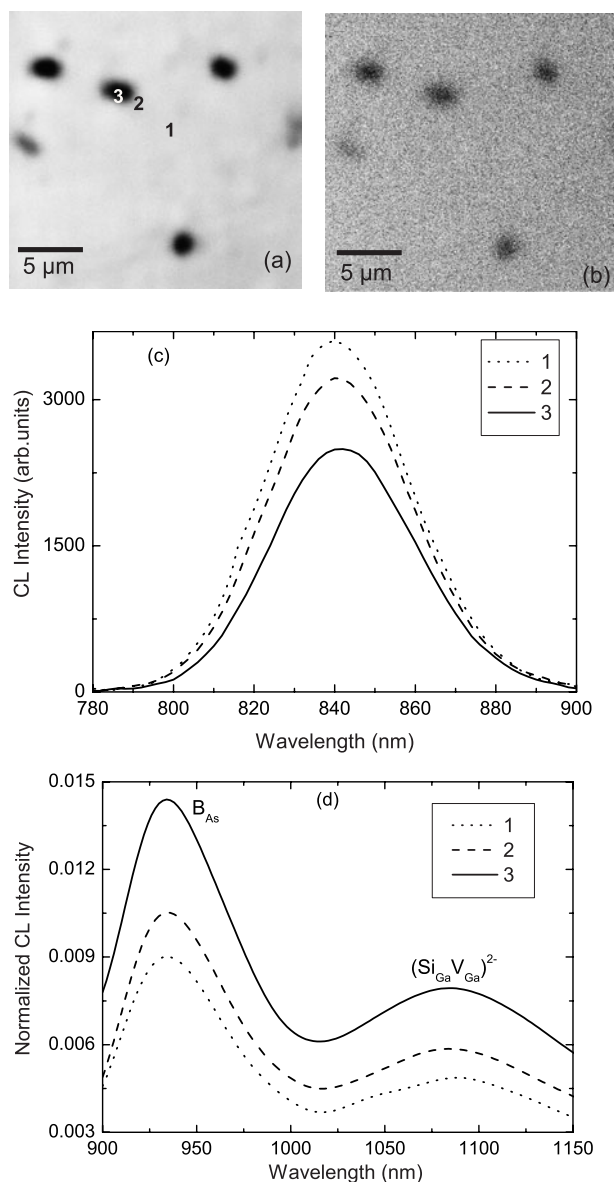 3
2
1
5 µm
(a)
5 µm
(b)
(c)
1
2
3
3000
1500
0
780 800 820 840 860 880 900
CL Intensity (arb.units)
Wavelength (nm)
(d)
1
2
3
B_As
(Si_Ga V_Ga)^2-
0.015
0.012
0.009
0.006
0.003
900 950 1000 1050 1100 1150
Normalized CL Intensity
Wavelength (nm)